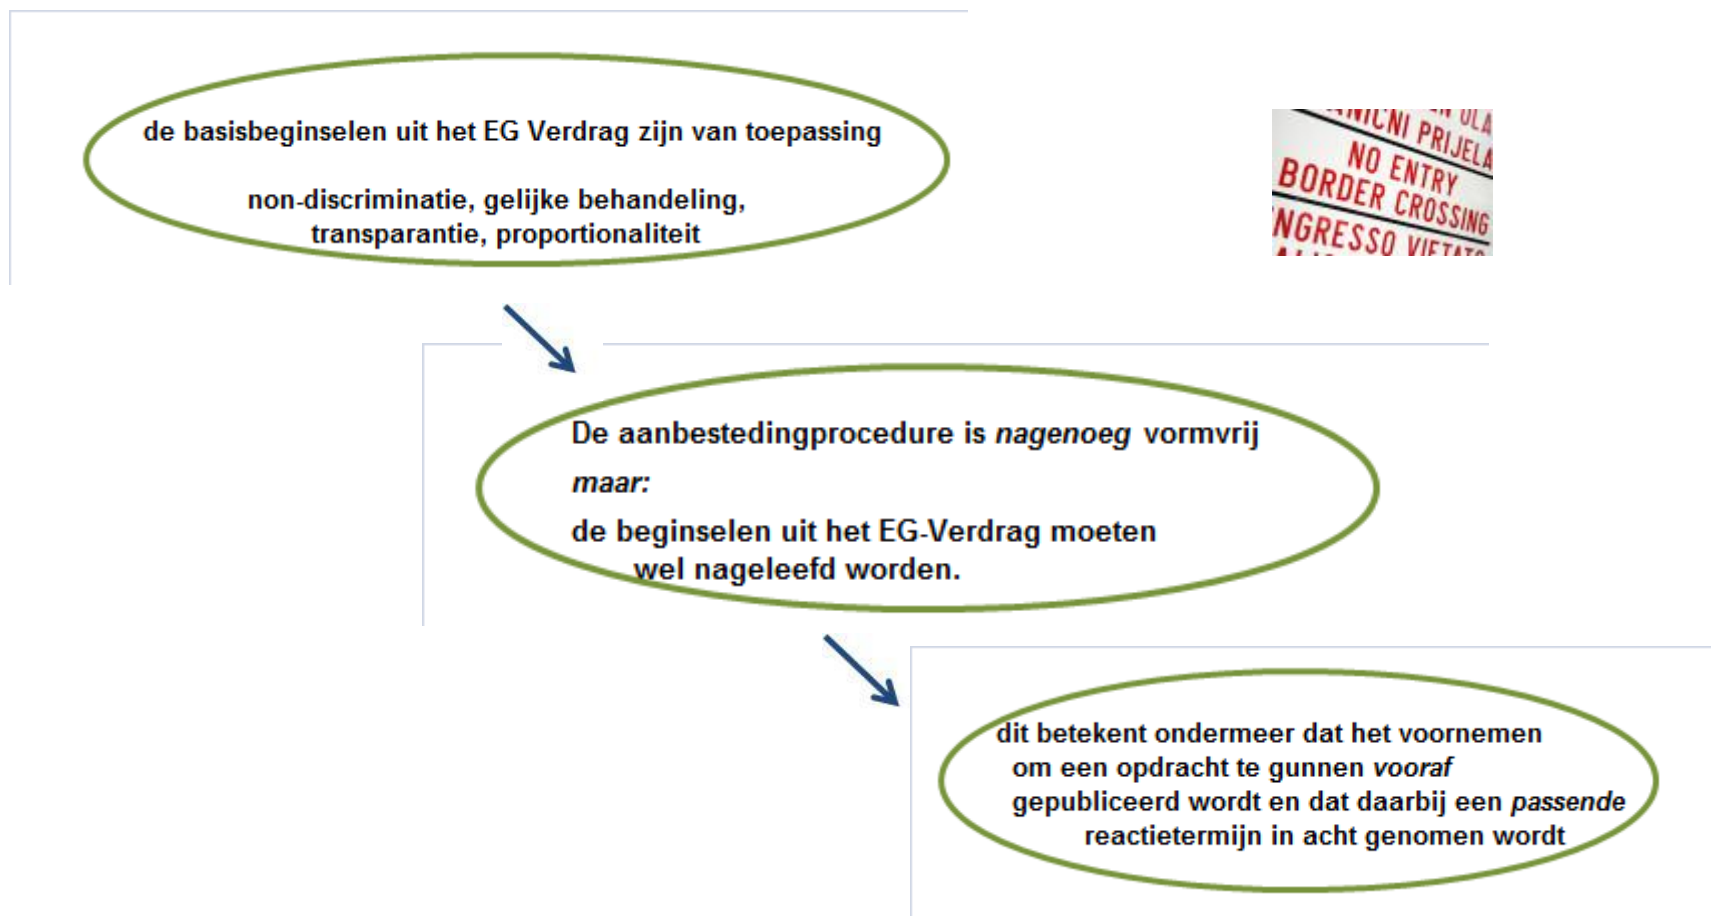 de basisbeginselen uit het EG Verdrag zijn van toepassing
non-discriminatie, gelijke behandeling,
transparantie, proportionaliteit
PRIJELA
NO ENTRY
BORDER CROSSING
NGRESSO VIETATO
De aanbestedingprocedure is nagenoeg vormvrij
maar:
de beginselen uit het EG-Verdrag moeten
wel nageleefd worden.
dit betekent ondermeer dat het voornemen
om een opdracht te gunnen vooraf
gepubliceerd wordt en dat daarbij een passende
reactietermijn in acht genomen wordt